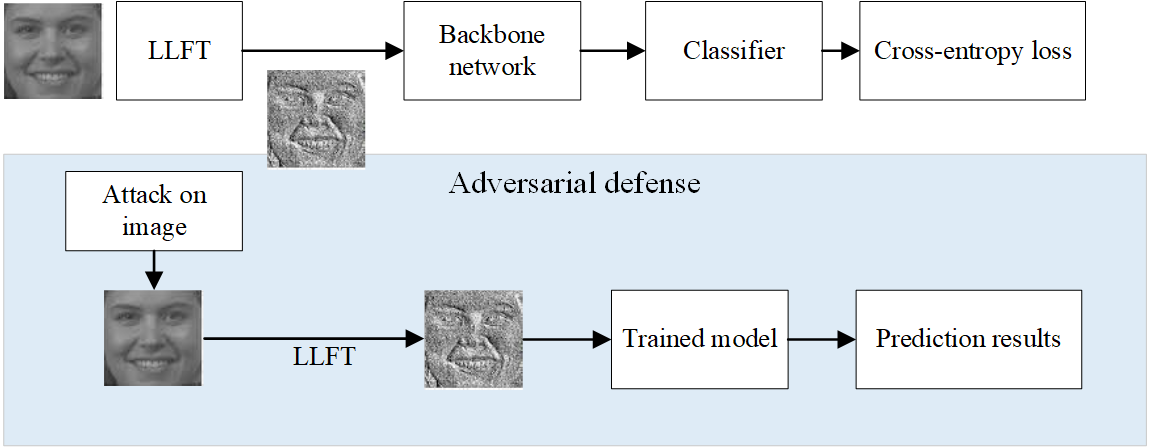 LLFT
Backbone
network
Classifier
Cross-entropy loss
Adversarial defense
Attack on
image
LLFT
Trained model
Prediction results